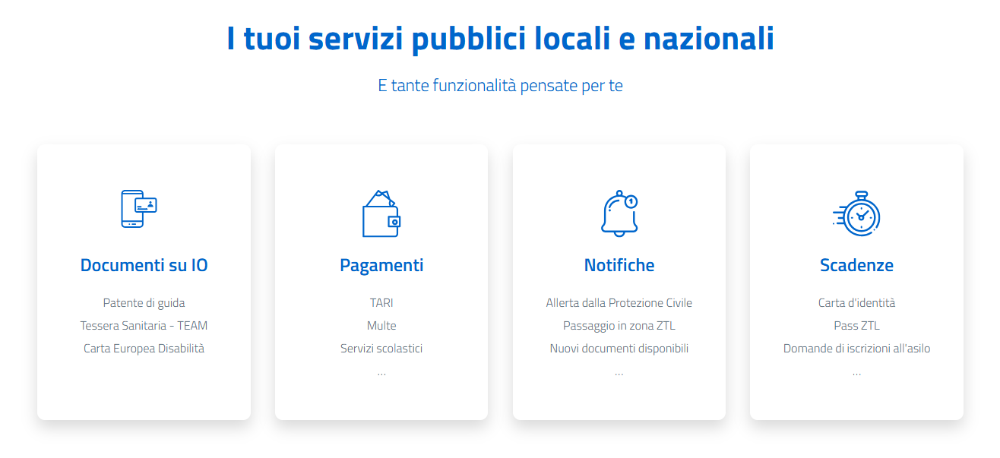 I tuoi servizi pubblici locali e nazionali
E tante funzionalità pensate per te
Documenti su IO
Patente di guida
Tessera Sanitaria - TEAM
Carta Europea Disabilità
Pagamenti
TARI
Multe
Servizi scolastici
...
Notifiche
Allerta dalla Protezione Civile
Passaggio in zona ZTL
Nuovi documenti disponibili
...
Scadenze
Carta d'identità
Pass ZTL
Domande di iscrizioni all'asilo
...